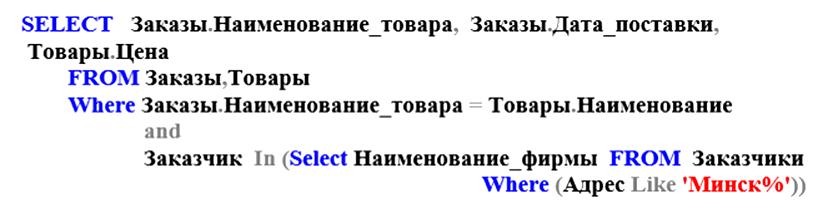 SELECT Заказы.Наименование_товара, Заказы.Дата_поставки,
Товары.Цена
FROM Заказы,Товары
Where Заказы.Наименование_товара = Товары.Наименование
and
Заказчик In (Select Наименование_фирмы FROM Заказчики
Where (Адрес Like 'Минск%'))